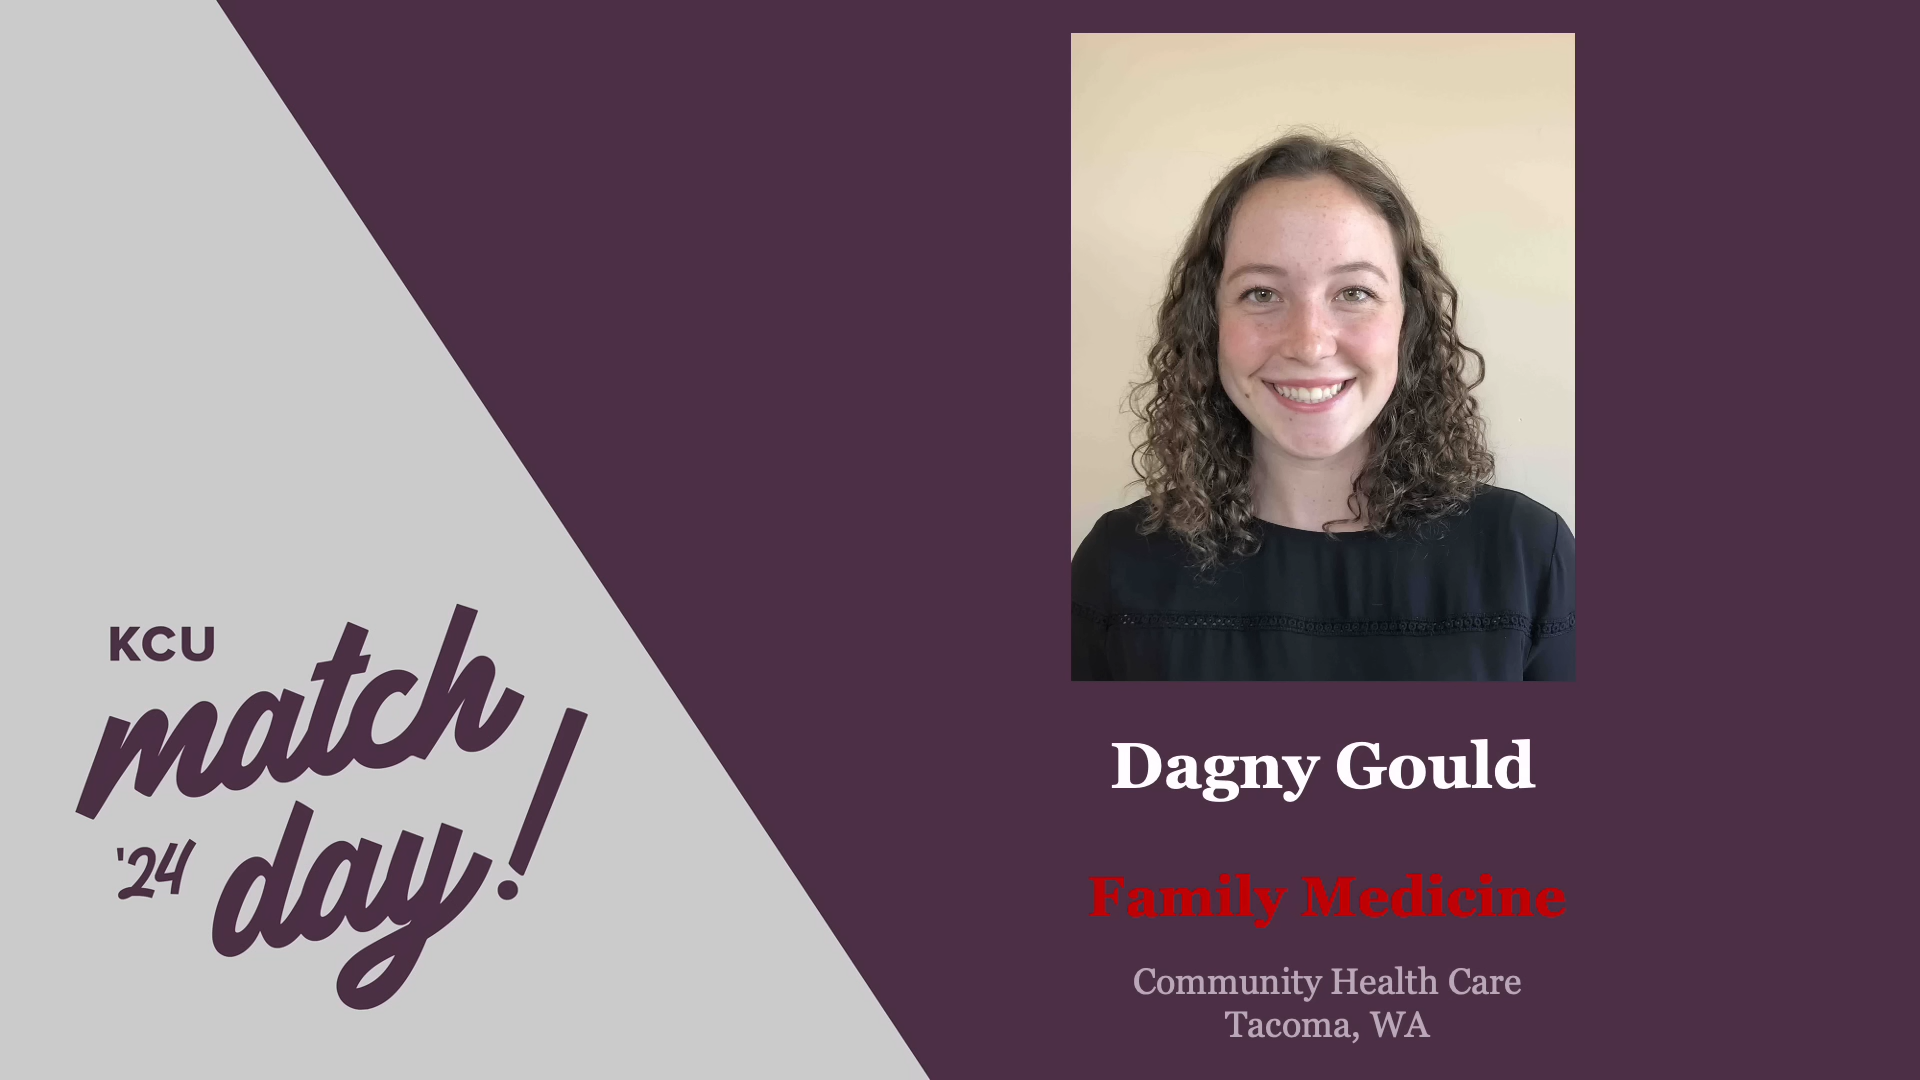 KCU
match
'24 day!
Dagny Gould
Family Medicine
Community Health Care
Tacoma, WA